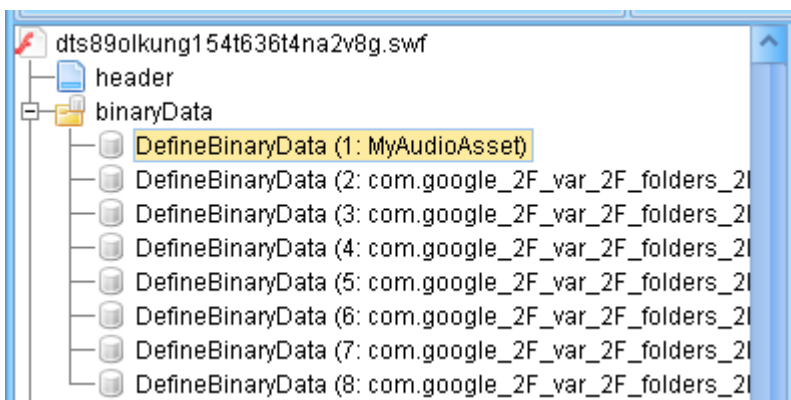 dts89olkung154t636t4na2v8g.swf
header
binaryData
DefineBinaryData (1: MyAudioAsset)
DefineBinaryData (2: com.google_2F_var_2F_folders_2
DefineBinaryData (3: com.google_2F_var_2F_folders_2
DefineBinaryData (4: com.google_2F_var_2F_folders_2
DefineBinaryData (5: com.google_2F_var_2F_folders_2
DefineBinaryData (6: com.google_2F_var_2F_folders_2
DefineBinaryData (7: com.google_2F_var_2F_folders_2
DefineBinaryData (8: com.google_2F_var_2F_folders_2